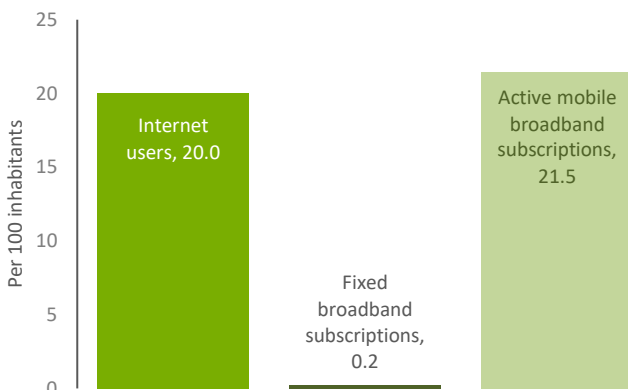 25
20
15
10
5
0
Per 100 inhabitants
Internet
users, 20.0
Fixed
broadband
subscriptions,
0.2
Active mobile
broadband
subscriptions,
21.5